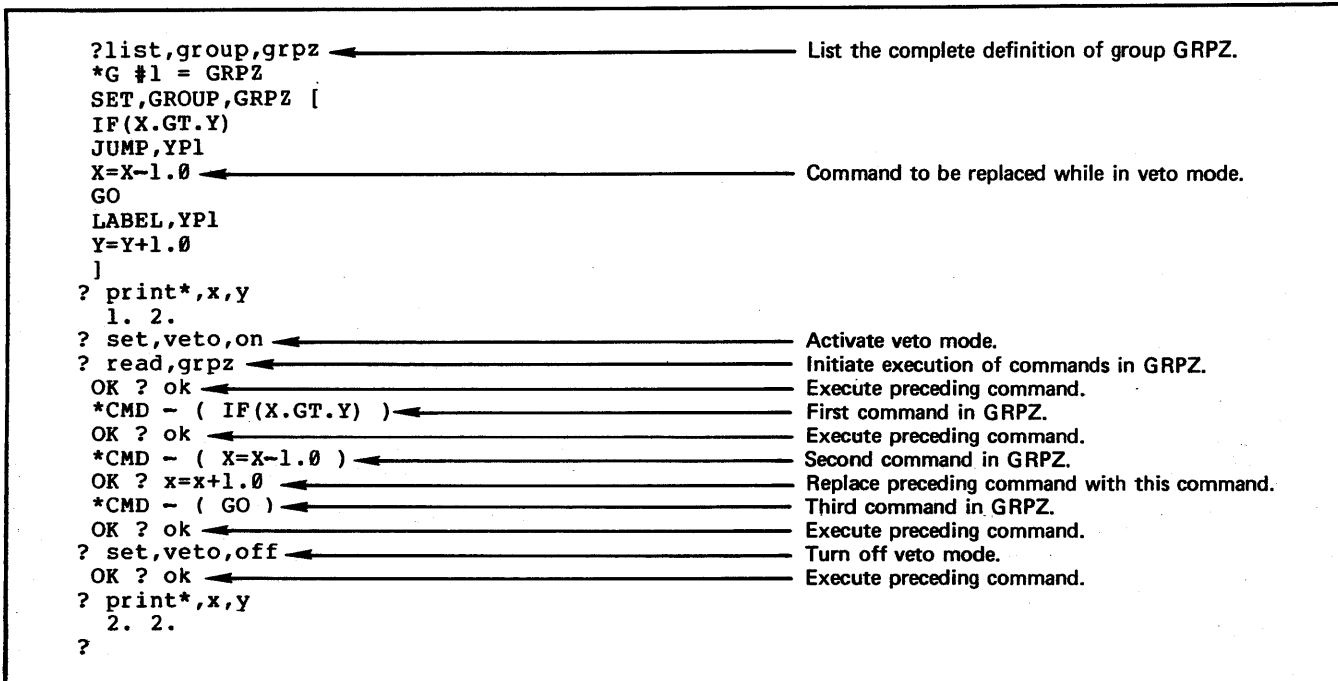 ?list,group,grpz List the complete definition of group GRPZ.
*G #1 = GRPZ
SET,GROUP,GRPZ [
IF(X.GT.Y)
JUMP,YP1
X=X-1.0 Command to be replaced while in veto mode.
GO
LABEL,YP1
Y=Y+1.0
]
? print*,x,y
1. 2.
? set,veto,on Activate veto mode.
? read,grpz Initiate execution of commands in GRPZ.
OK ? ok Execute preceding command.
*CMD - ( IF(X.GT.Y) ) First command in GRPZ.
OK ? ok Execute preceding command.
*CMD - ( X=X-1.0 ) Second command in GRPZ.
OK ? x=x+1.0 Replace preceding command with this command.
*CMD - ( GO ) Third command in GRPZ.
OK ? ok Execute preceding command.
? set,veto,off Turn off veto mode.
OK ? ok Execute preceding command.
? print*,x,y
2. 2.
?